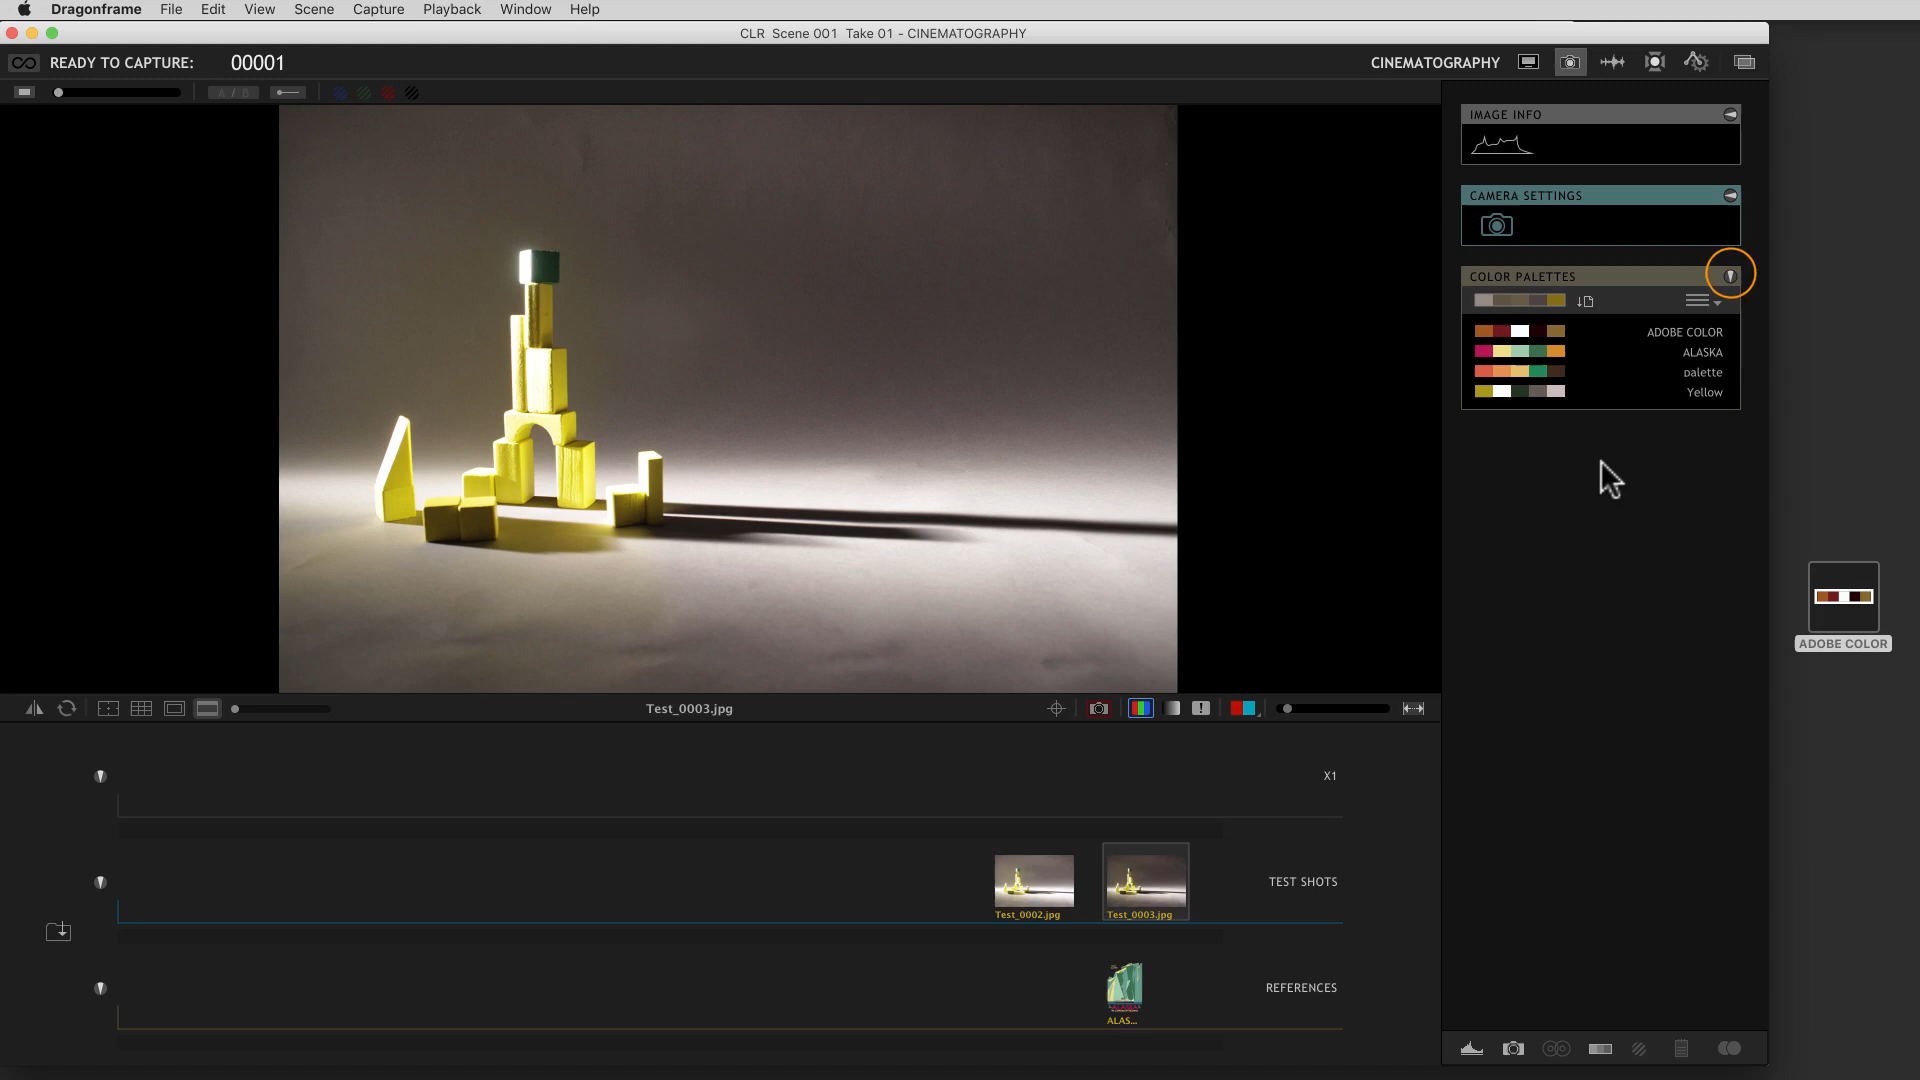 Dragonframe File Edit View Scene Capture Playback Window Help
CLR Scene 001 Take 01 - CINEMATOGRAPHY
READY TO CAPTURE: 00001
CINEMATOGRAPHY
A / B
IMAGE INFO
CAMERA SETTINGS
COLOR PALETTES
ADOBE COLOR
ALASKA
palette
Yellow
ADOBE COLOR
Test_0003.jpg
X1
TEST SHOTS
Test_0002.jpg
Test_0003.jpg
REFERENCES
ALAS...